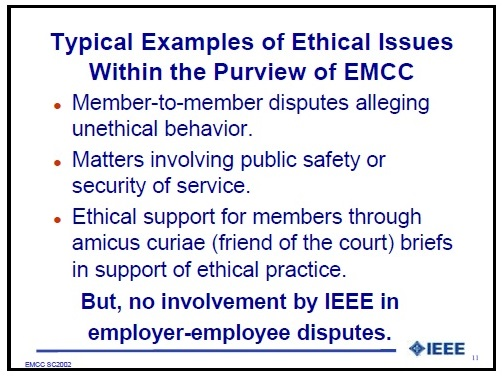 Typical Examples of Ethical Issues
Within the Purview of EMCC
Member-to-member disputes alleging
unethical behavior.
Matters involving public safety or
security of service.
Ethical support for members through
amicus curiae (friend of the court) briefs
in support of ethical practice.
But, no involvement by IEEE in
employer-employee disputes.
IEEE
11
EMCC SC2002